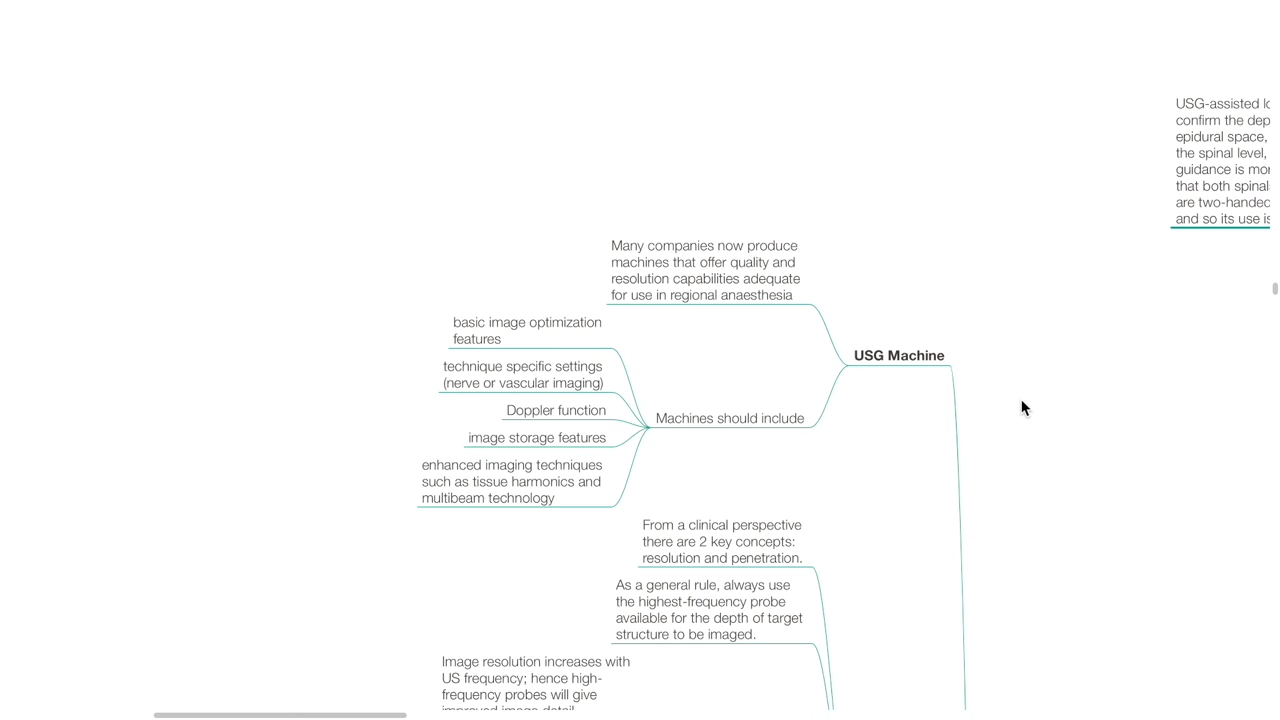 USG-assisted
confirm the
epidural space,
the spinal level,
guidance is
that both
are two-handed
and so its use
Many companies now produce
machines that offer quality and
resolution capabilities adequate
for use in regional anaesthesia
USG Machine
basic image optimization
features
technique specific settings
(nerve or vascular imaging)
Doppler function
image storage features
enhanced imaging techniques
such as tissue harmonics and
multibeam technology
Machines should include
From a clinical perspective
there are 2 key concepts:
resolution and penetration.
As a general rule, always use
the highest-frequency probe
available for the depth of target
structure to be imaged.
Image resolution increases with
US frequency; hence high-
frequency probes will give